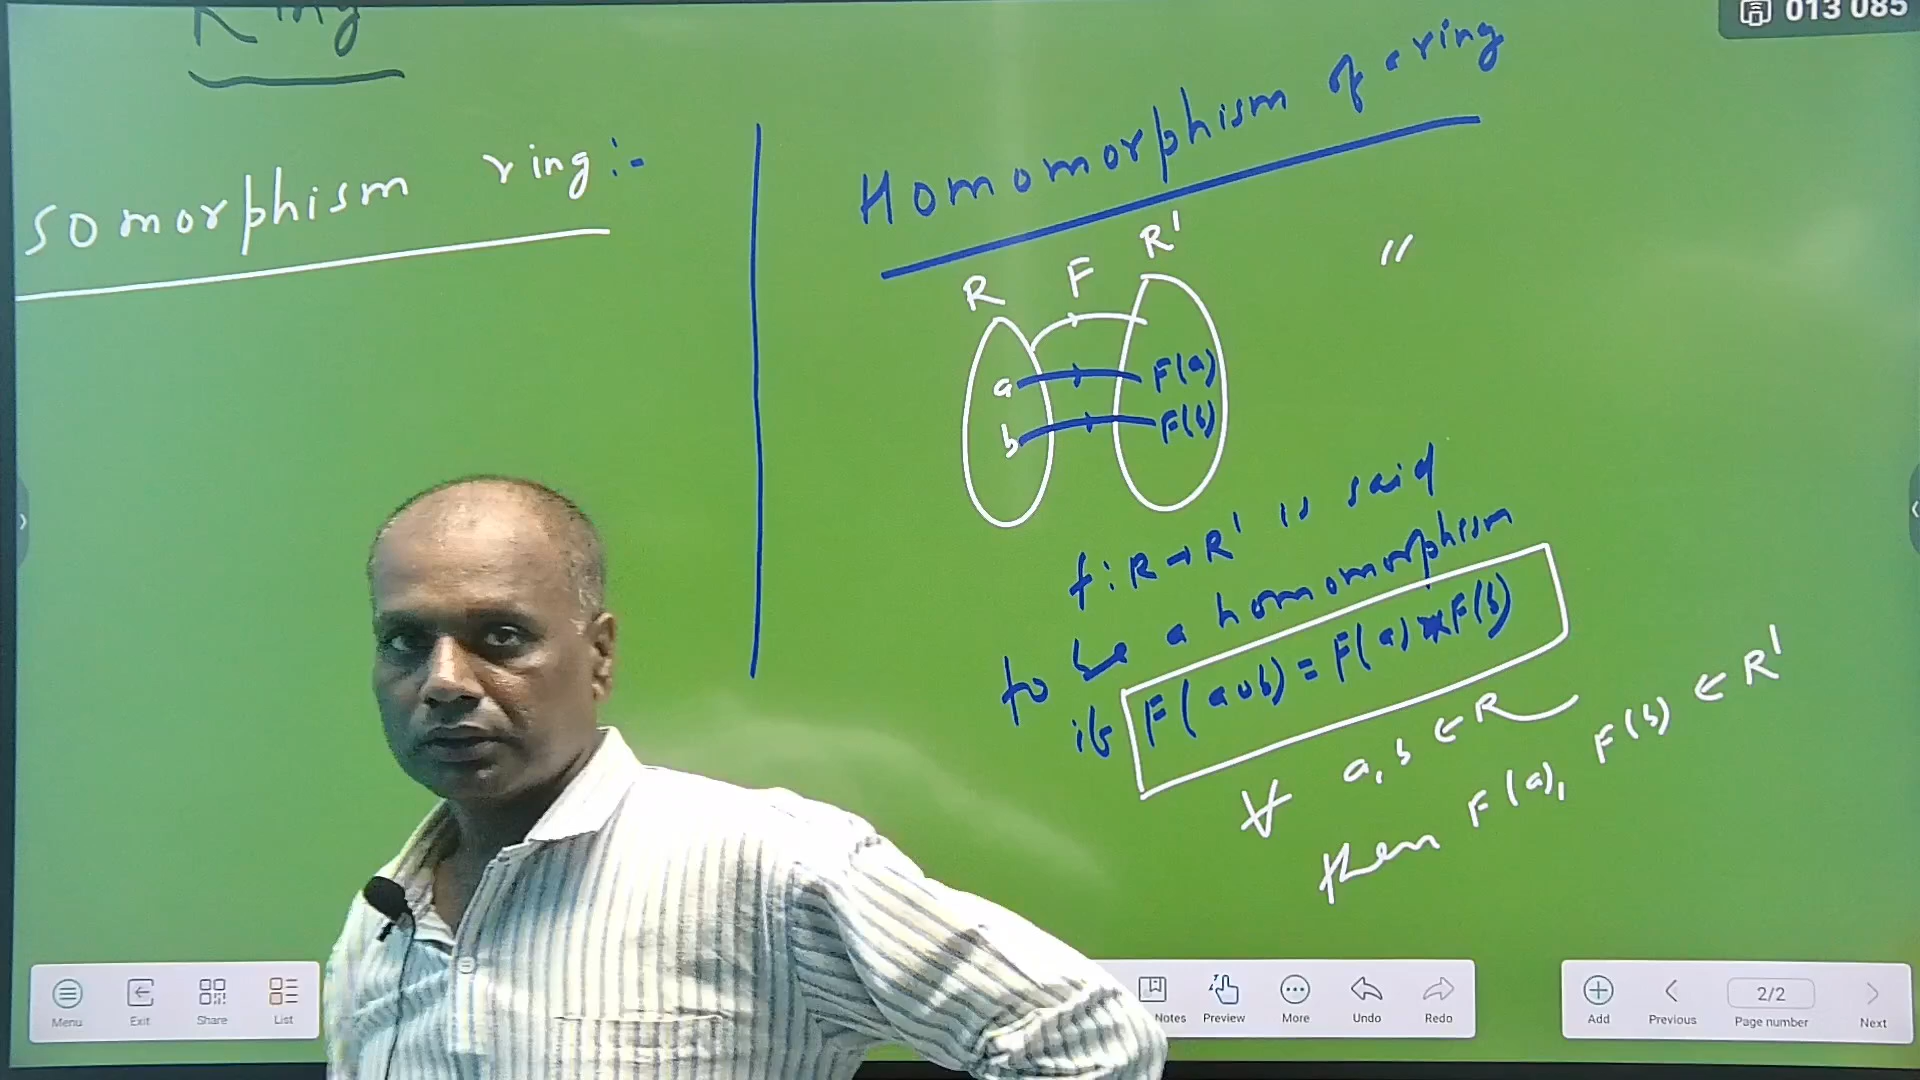 Ring
013 085
somorphism ring :-
Homomorphism of a ring
R F R'
"
a F(a)
b F(b)
f: R→R' is said
to be a homomorphism
if F(aob) = F(a)*F(b)
∀ a, b ∈ R
then F(a), F(b) ∈ R'
Menu Exit Share List
Notes Preview More Undo Redo
Add Previous 2/2 Page number Next